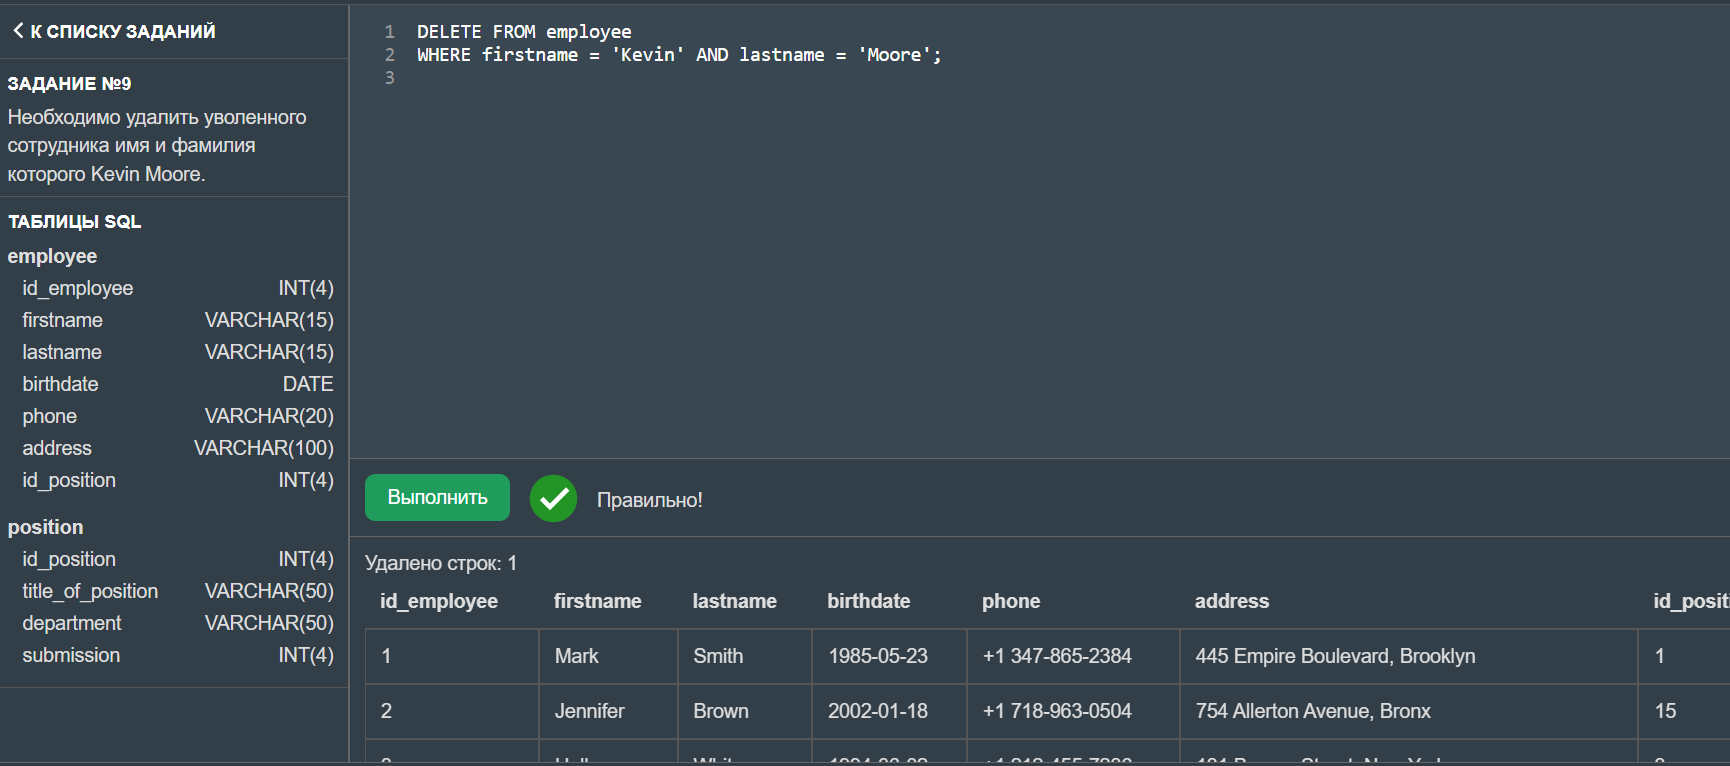 К СПИСКУ ЗАДАНИЙ
ЗАДАНИЕ №9
Необходимо удалить уволенного
сотрудника имя и фамилия
которого Kevin Moore.
ТАБЛИЦЫ SQL
employee
id_employee INT(4)
firstname VARCHAR(15)
lastname VARCHAR(15)
birthdate DATE
phone VARCHAR(20)
address VARCHAR(100)
id_position INT(4)
position
id_position INT(4)
title_of_position VARCHAR(50)
department VARCHAR(50)
submission INT(4)
1 DELETE FROM employee
2 WHERE firstname = 'Kevin' AND lastname = 'Moore';
3
Выполнить Правильно!
Удалено строк: 1
id_employee firstname lastname birthdate phone address id_positi
1 Mark Smith 1985-05-23 +1 347-865-2384 445 Empire Boulevard, Brooklyn 1
2 Jennifer Brown 2002-01-18 +1 718-963-0504 754 Allerton Avenue, Bronx 15